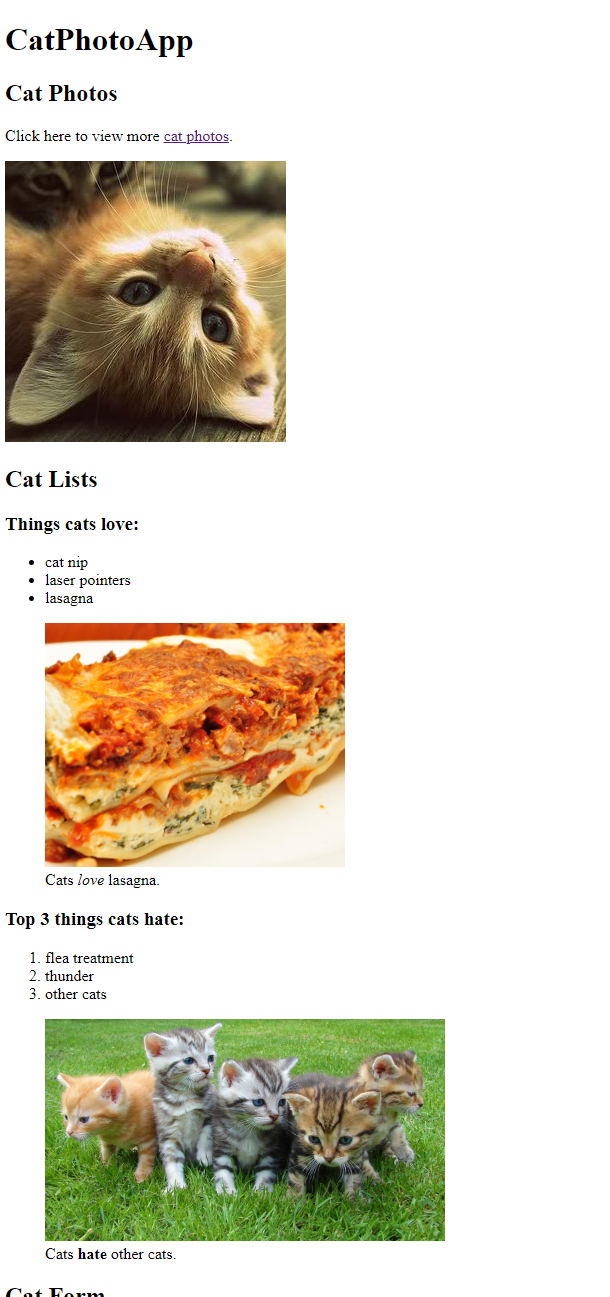 CatPhotoApp
Cat Photos
Click here to view more cat photos.
Cat Lists
Things cats love:
• cat nip
• laser pointers
• lasagna
Cats love lasagna.
Top 3 things cats hate:
1. flea treatment
2. thunder
3. other cats
Cats hate other cats.
Cat Form